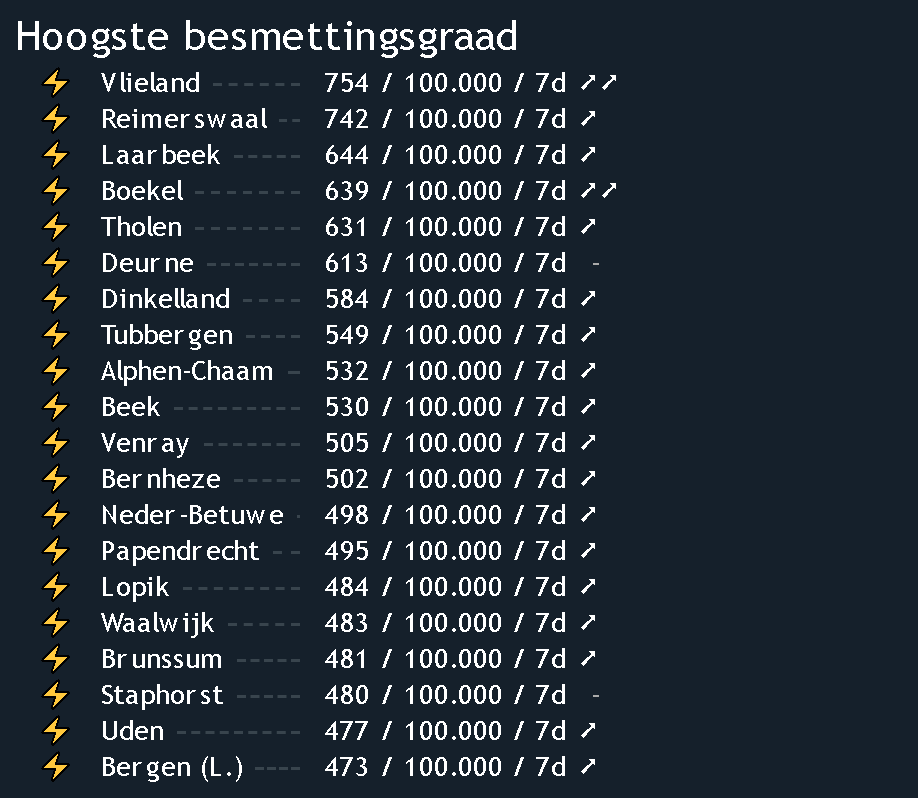 Hoogste besmettingsgraad
⚡ Vlieland ------ 754 / 100.000 / 7d ➚➚
⚡ Reimerswaal -- 742 / 100.000 / 7d ➚
⚡ Laarbeek ----- 644 / 100.000 / 7d ➚
⚡ Boekel ------- 639 / 100.000 / 7d ➚➚
⚡ Tholen ------- 631 / 100.000 / 7d ➚
⚡ Deurne ------- 613 / 100.000 / 7d -
⚡ Dinkelland ---- 584 / 100.000 / 7d ➚
⚡ Tubbergen ---- 549 / 100.000 / 7d ➚
⚡ Alphen-Chaam - 532 / 100.000 / 7d ➚
⚡ Beek --------- 530 / 100.000 / 7d ➚
⚡ Venray ------- 505 / 100.000 / 7d ➚
⚡ Bernheze ----- 502 / 100.000 / 7d ➚
⚡ Neder-Betuwe · 498 / 100.000 / 7d ➚
⚡ Papendrecht -- 495 / 100.000 / 7d ➚
⚡ Lopik -------- 484 / 100.000 / 7d ➚
⚡ Waalwijk ----- 483 / 100.000 / 7d ➚
⚡ Brunssum ----- 481 / 100.000 / 7d ➚
⚡ Staphorst ----- 480 / 100.000 / 7d -
⚡ Uden --------- 477 / 100.000 / 7d ➚
⚡ Bergen (L.) ---- 473 / 100.000 / 7d ➚